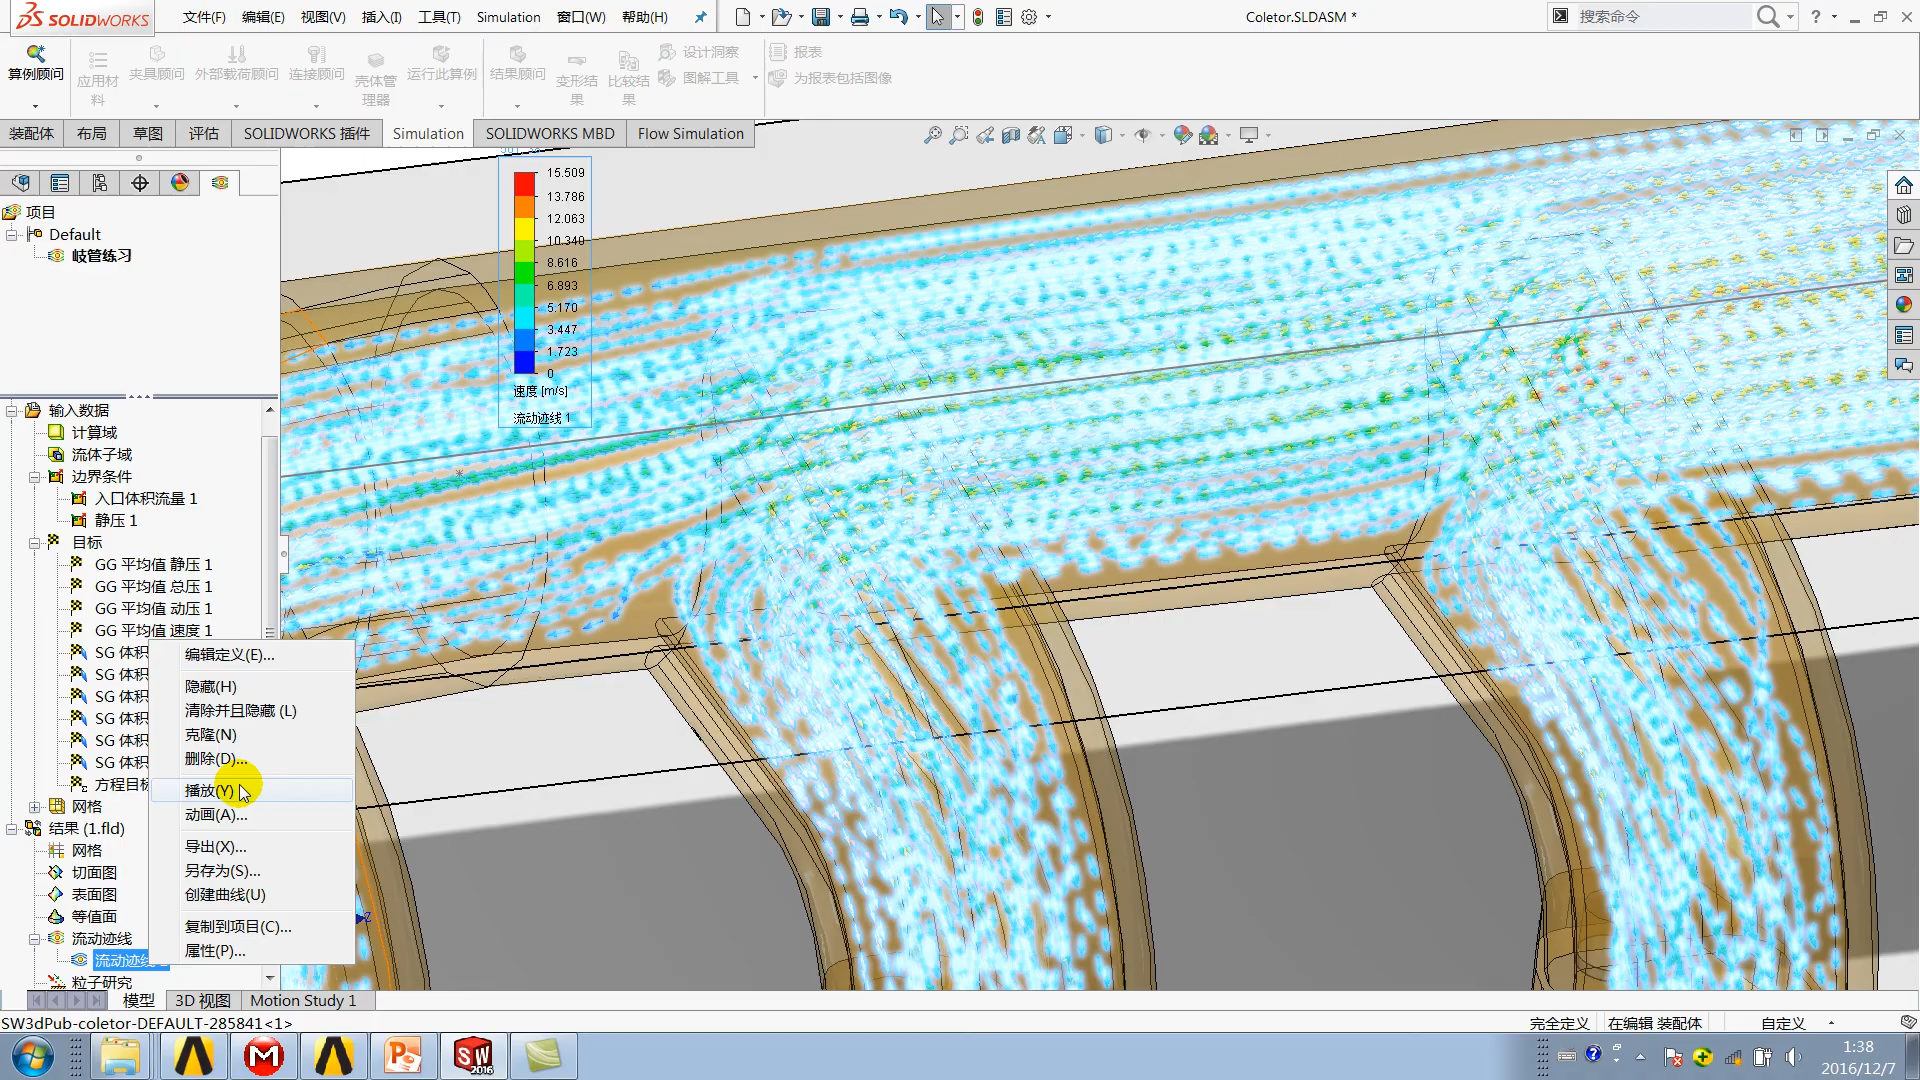 SOLIDWORKS
文件(F) 编辑(E) 视图(V) 插入(I) 工具(T) Simulation 窗口(W) 帮助(H)
Coletor.SLDASM *
搜索命令
算例顾问
应用材料
夹具顾问
外部载荷顾问
连接顾问
壳体管理器
运行此算例
结果顾问
变形结果
比较结果
设计洞察
图解工具
报表
为报表包括图像
装配体 布局 草图 评估 SOLIDWORKS 插件 Simulation SOLIDWORKS MBD Flow Simulation
项目
Default
岐管练习
15.509
13.786
12.063
10.340
8.616
6.893
5.170
3.447
1.723
0
速度 [m/s]
流动迹线 1
输入数据
计算域
流体子域
边界条件
入口体积流量 1
静压 1
目标
GG 平均值 静压 1
GG 平均值 总压 1
GG 平均值 动压 1
GG 平均值 速度 1
SG 体积
SG 体积
SG 体积
SG 体积
SG 体积
SG 体积
方程目标
网格
结果 (1.fld)
网格
切面图
表面图
等值面
流动迹线
流动迹线
粒子研究
编辑定义(E)...
隐藏(H)
清除并且隐藏 (L)
克隆(N)
删除(D)...
播放(Y)
动画(A)...
导出(X)...
另存为(S)...
创建曲线(U)
复制到项目(C)...
属性(P)...
Z
模型 3D 视图 Motion Study 1
SW3dPub-coletor-DEFAULT-285841<1>
完全定义 在编辑 装配体 自定义
SW
2016
1:38
2016/12/7